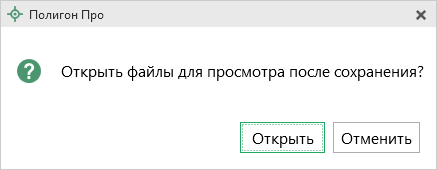 Полигон Про
Открыть файлы для просмотра после сохранения?
Открыть
Отменить